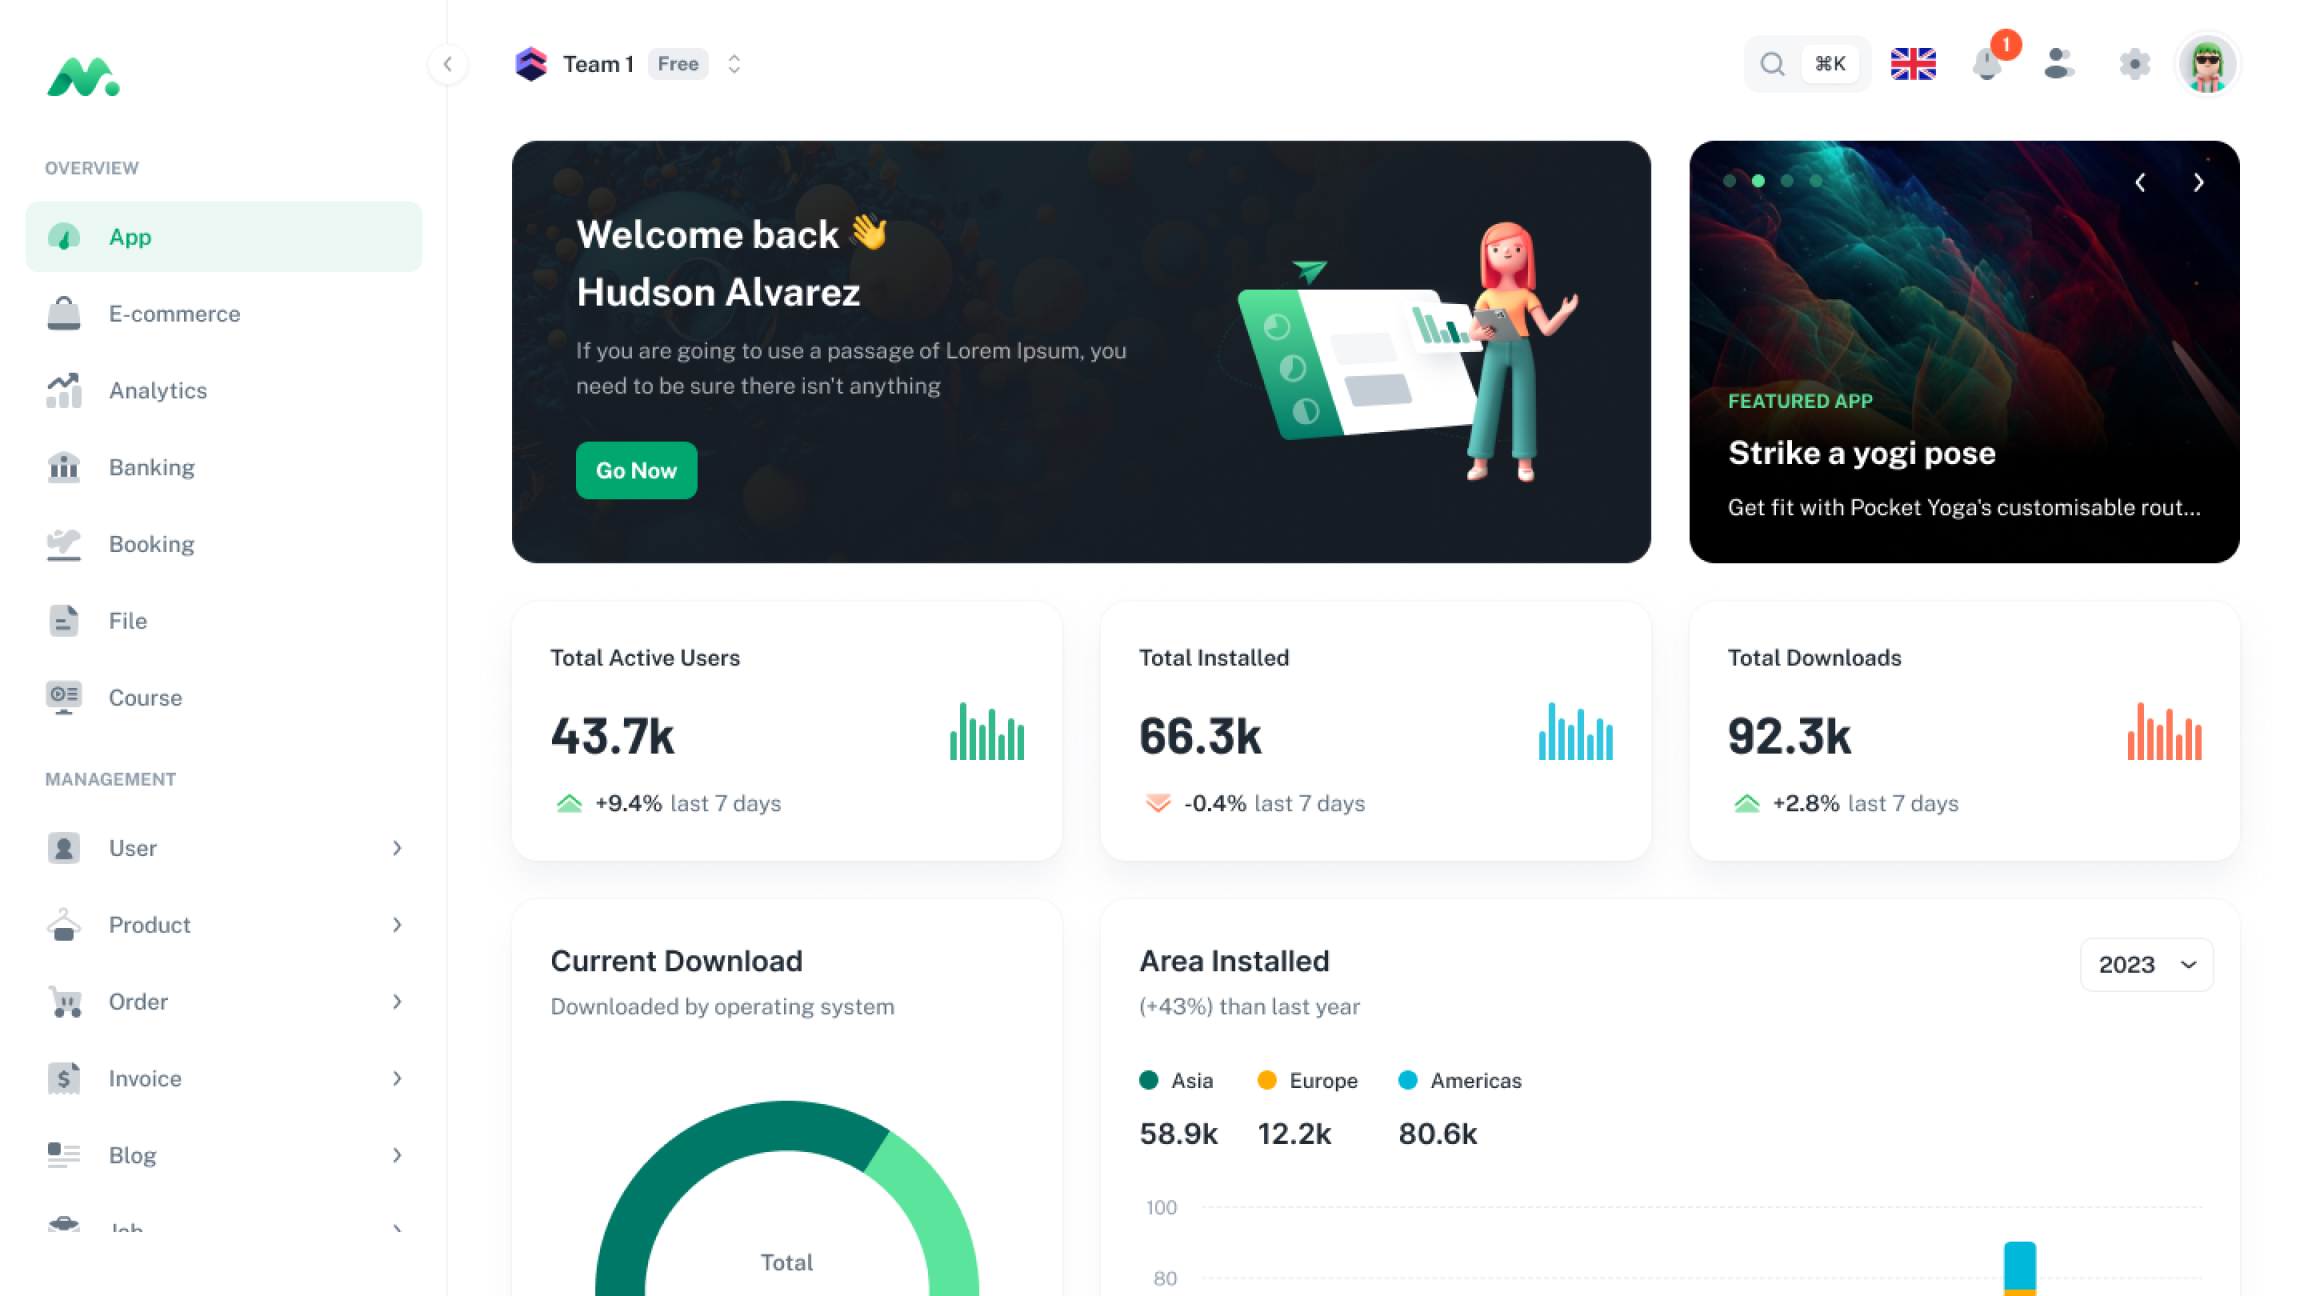 OVERVIEW
App
E-commerce
Analytics
Banking
Booking
File
Course
MANAGEMENT
User
Product
Order
Invoice
Blog
Job
Team 1 Free
⌘K
1
Welcome back 👋
Hudson Alvarez
If you are going to use a passage of Lorem Ipsum, you
need to be sure there isn't anything
Go Now
FEATURED APP
Strike a yogi pose
Get fit with Pocket Yoga's customisable rout...
Total Active Users
43.7k
+9.4% last 7 days
Total Installed
66.3k
-0.4% last 7 days
Total Downloads
92.3k
+2.8% last 7 days
Current Download
Downloaded by operating system
Total
Area Installed
(+43%) than last year
2023
Asia Europe Americas
58.9k 12.2k 80.6k
100
80